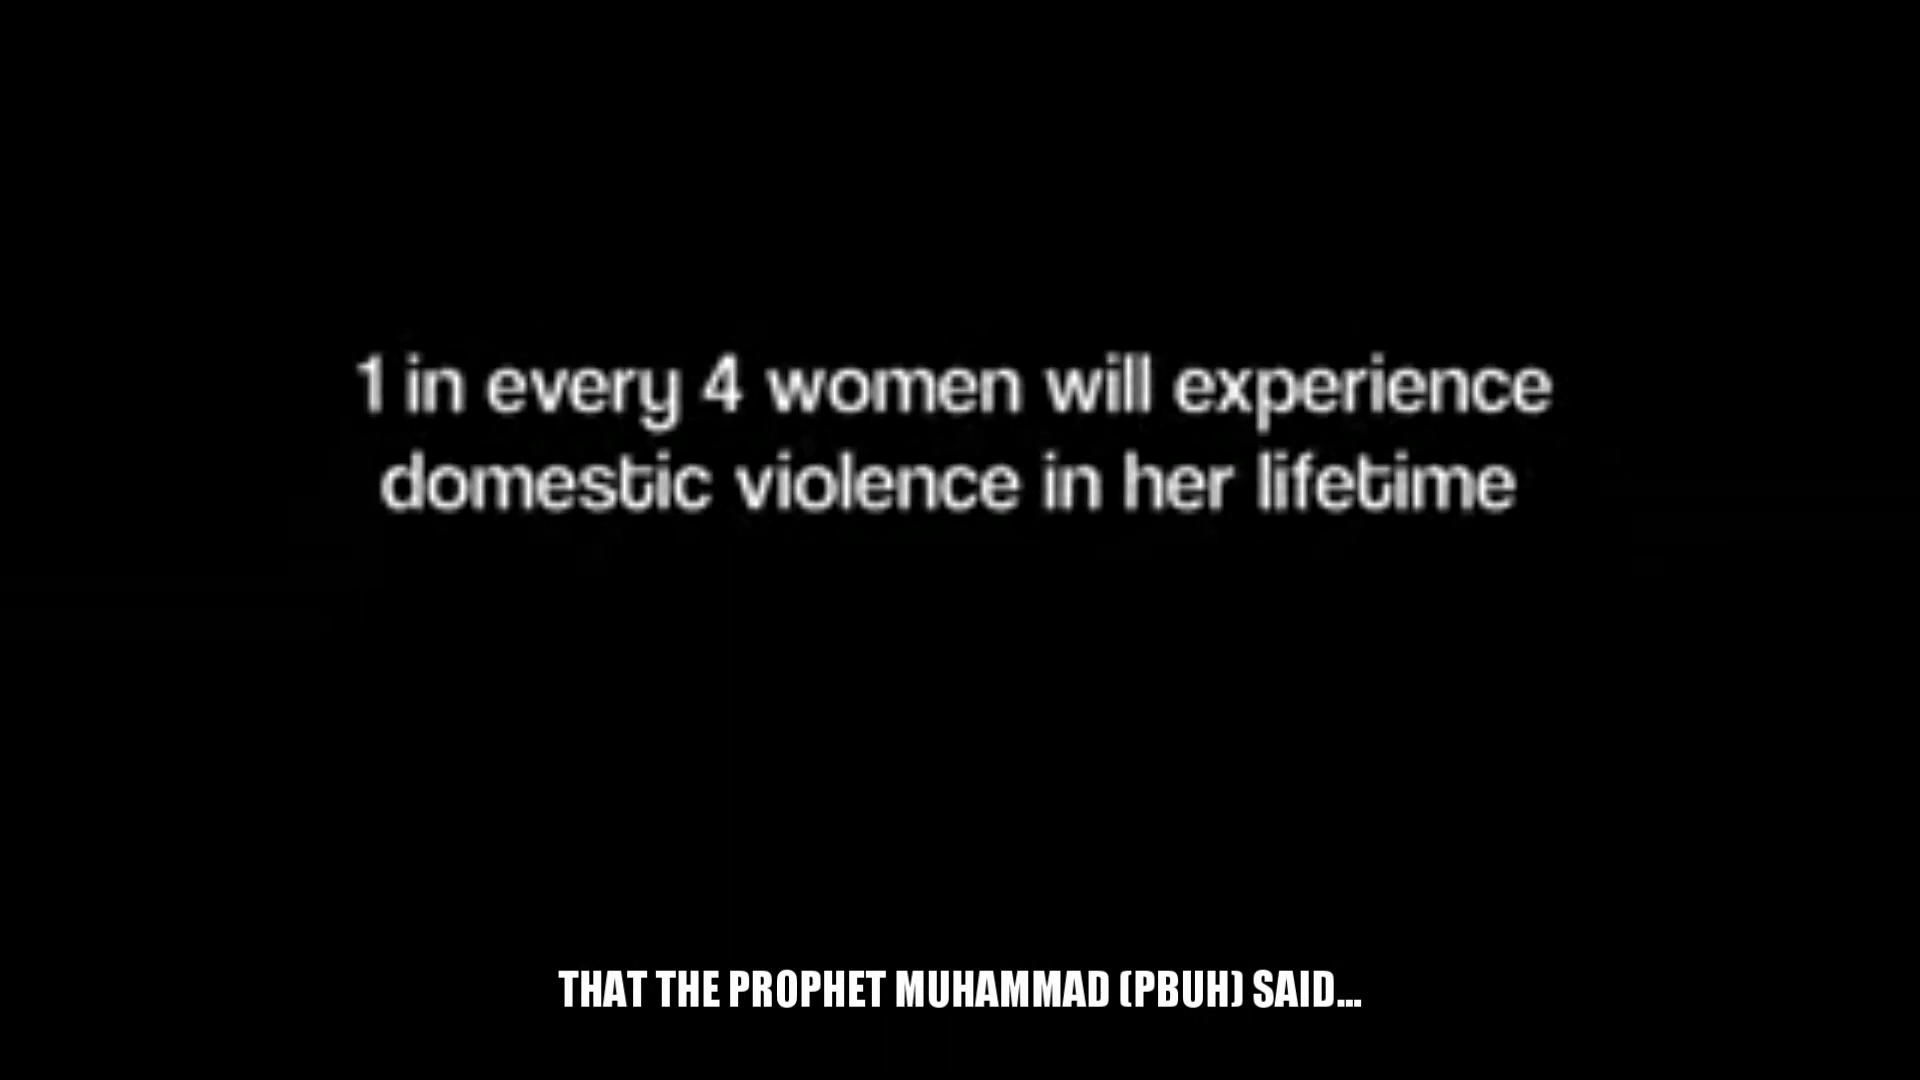 1 in every 4 women will experience
domestic violence in her lifetime
THAT THE PROPHET MUHAMMAD (PBUH) SAID...